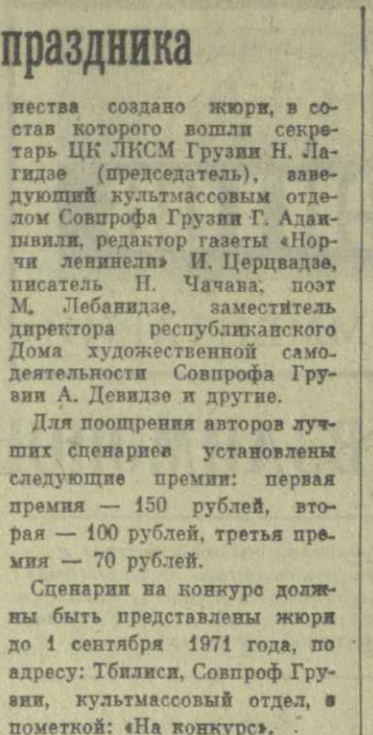 праздника
нества создано жюри, в со-
став которого вошли секре-
тарь ЦК ЛКСМ Грузии Н. Ла-
гидзе (председатель), заве-
дующий культмассовым отде-
лом Совпрофа Грузии Г. Адаи-
швили, редактор газеты «Нор-
чи ленинели» И. Церцвадзе,
писатель Н. Чачава, поэт
М. Лебанидзе, заместитель
директора республиканского
Дома художественной само-
деятельности Совпрофа Гру-
зии А. Девидзе и другие.
Для поощрения авторов луч-
ших сценариев установлены
следующие премии: первая
премия — 150 рублей, вто-
рая — 100 рублей, третья пре-
мия — 70 рублей.
Сценарии на конкурс долж-
ны быть представлены жюри
до 1 сентября 1971 года, по
адресу: Тбилиси, Совпроф Гру-
зии, культмассовый отдел, с
пометкой: «На конкурс».